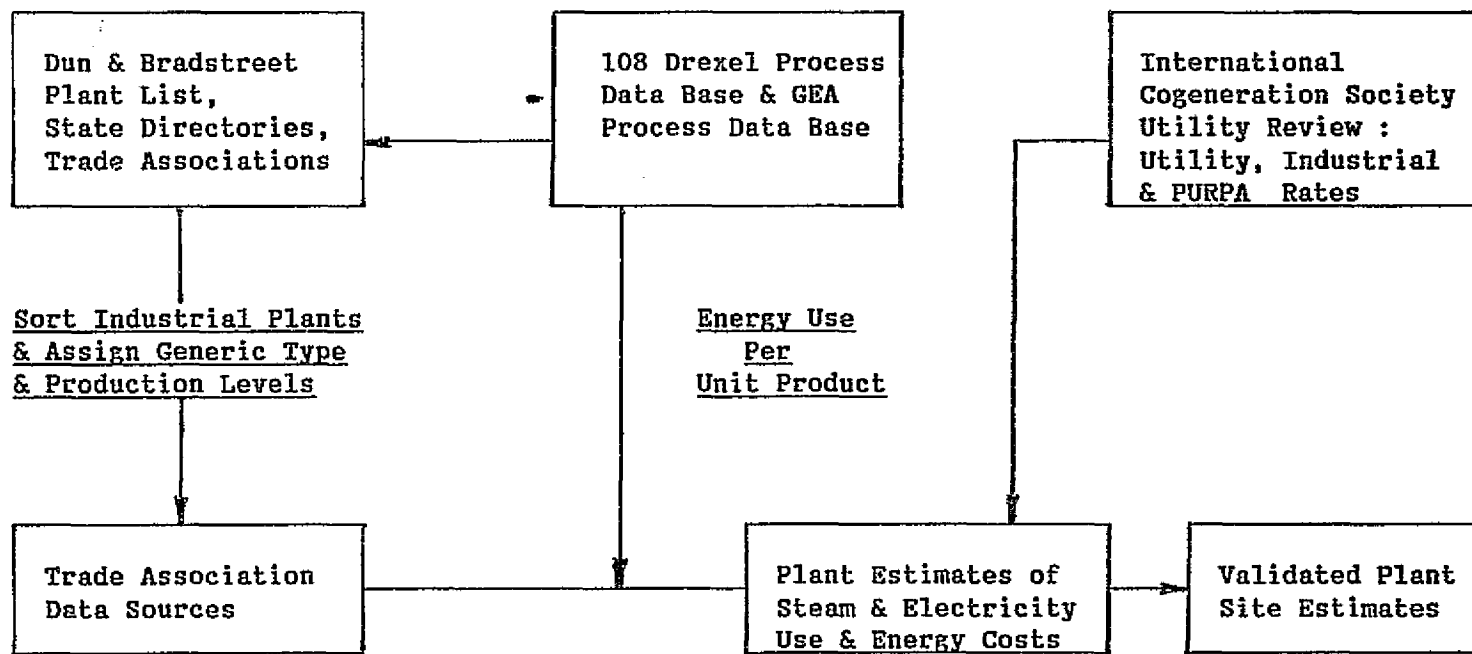 Dun & Bradstreet
Plant List,
State Directories,
Trade Associations
108 Drexel Process
Data Base & GEA
Process Data Base
International
Cogeneration Society
Utility Review :
Utility, Industrial
& PURPA Rates
Sort Industrial Plants
& Assign Generic Type
& Production Levels
Energy Use
Per
Unit Product
Trade Association
Data Sources
Plant Estimates of
Steam & Electricity
Use & Energy Costs
Validated Plant
Site Estimates